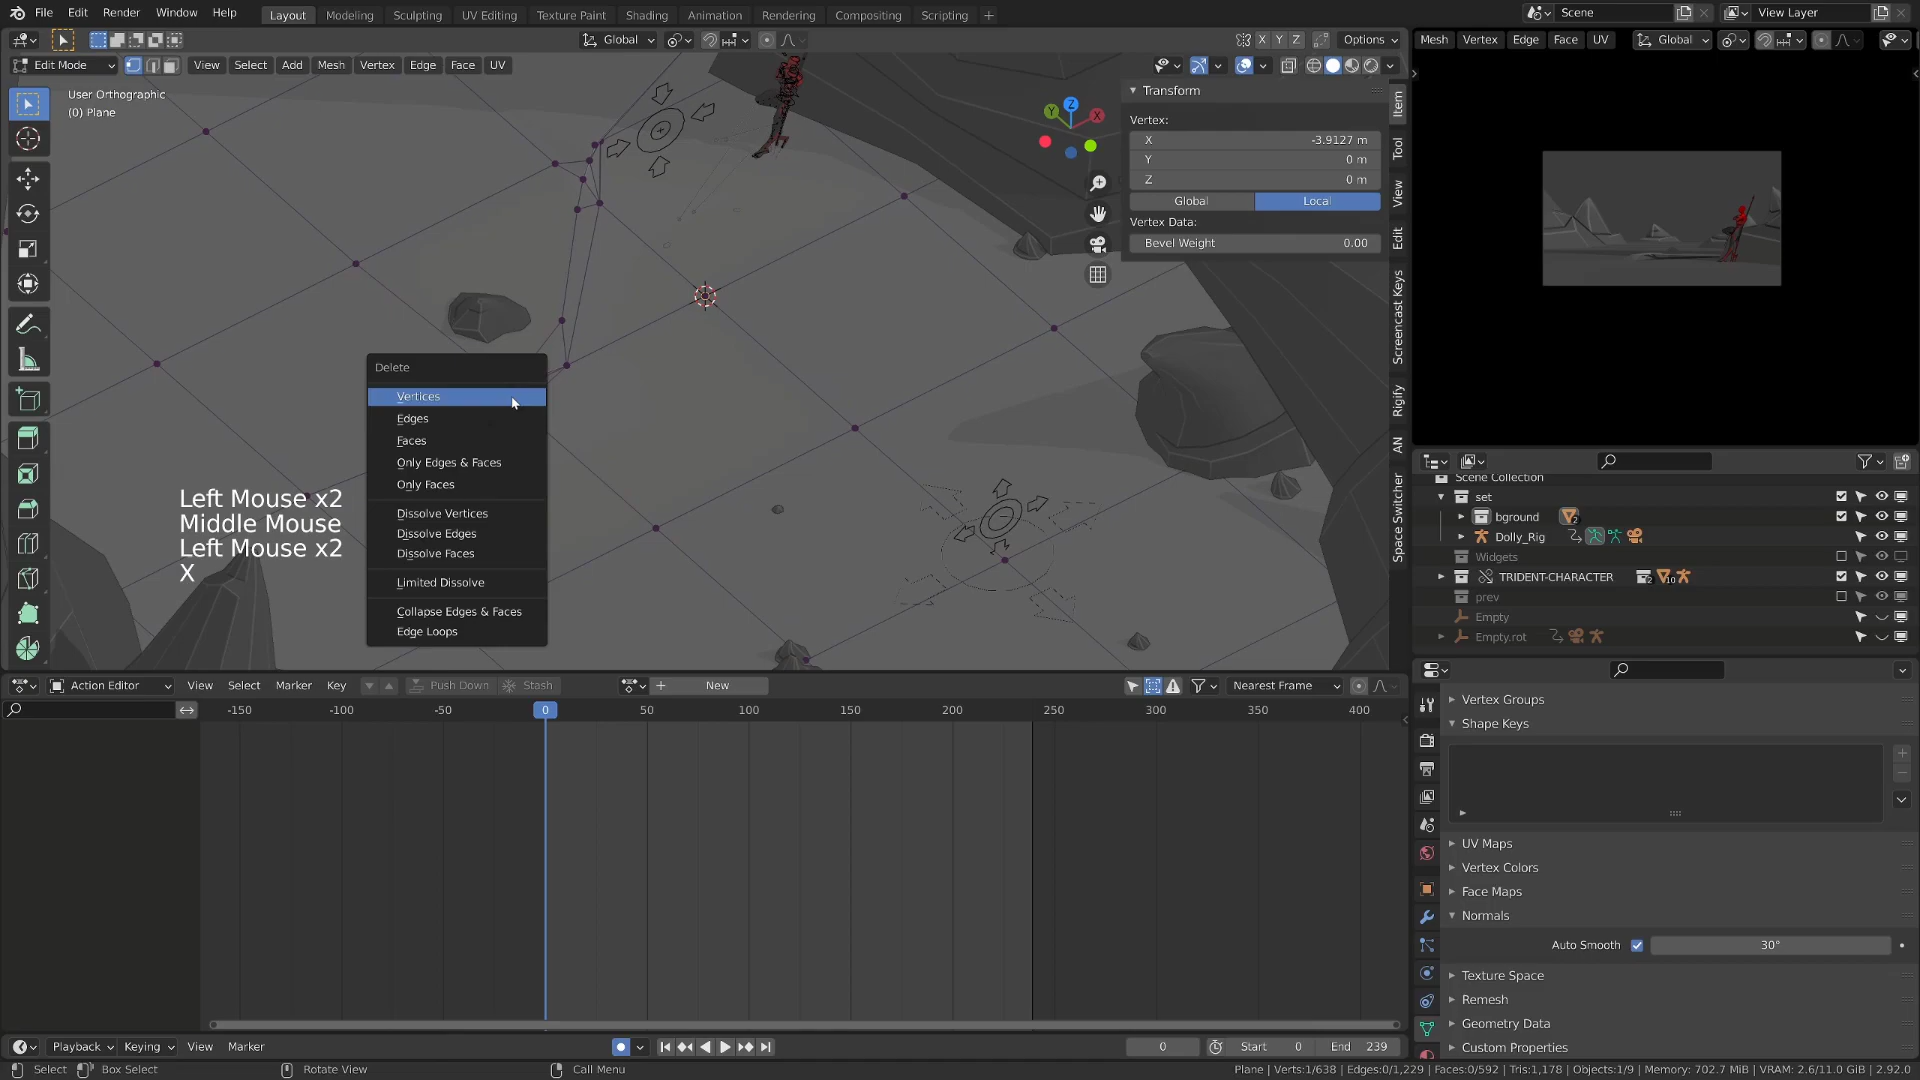 File Edit Render Window Help Layout Modeling Sculpting UV Editing Texture Paint Shading Animation Rendering Compositing Scripting + Scene View Layer
Global X Y Z Options Mesh Vertex Edge Face UV Global
Edit Mode View Select Add Mesh Vertex Edge Face UV
User Orthographic
(0) Plane
Z
Y
X
Transform
Vertex:
X -3.9127 m
Y 0 m
Z 0 m
Global Local
Vertex Data:
Bevel Weight 0.00
Item
Tool
View
Edit
Screencast Keys
Rigify
AN
Space Switcher
Delete
Vertices
Edges
Faces
Only Edges & Faces
Only Faces
Dissolve Vertices
Dissolve Edges
Dissolve Faces
Limited Dissolve
Collapse Edges & Faces
Edge Loops
Left Mouse x2
Middle Mouse
Left Mouse x2
X
Scene Collection
set
bground 2
Dolly_Rig
Widgets
TRIDENT-CHARACTER 2 10
prev
Empty
Empty.rot
Action Editor View Select Marker Key Push Down Stash + New Nearest Frame
-150 -100 -50 0 50 100 150 200 250 300 350 400
Vertex Groups
Shape Keys
UV Maps
Vertex Colors
Face Maps
Normals
Auto Smooth 30°
Texture Space
Remesh
Geometry Data
Custom Properties
Playback Keying View Marker 0 Start 0 End 239
Select Box Select Rotate View Call Menu Plane | Verts:1/638 | Edges:0/1,229 | Faces:0/592 | Tris:1,178 | Objects:1/9 | Memory: 702.7 MiB | VRAM: 2.6/11.0 GiB | 2.92.0